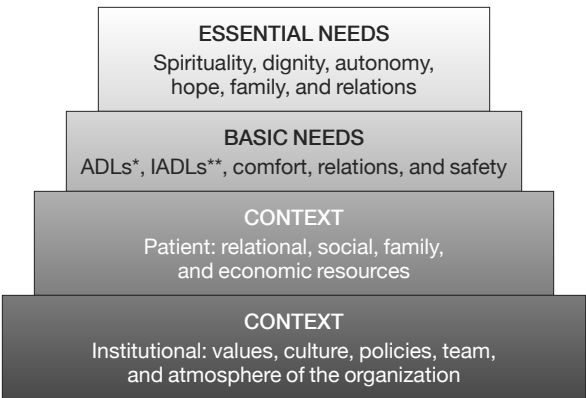 ESSENTIAL NEEDS
Spirituality, dignity, autonomy,
hope, family, and relations
BASIC NEEDS
ADLs*, IADLs**, comfort, relations, and safety
CONTEXT
Patient: relational, social, family,
and economic resources
CONTEXT
Institutional: values, culture, policies, team,
and atmosphere of the organization